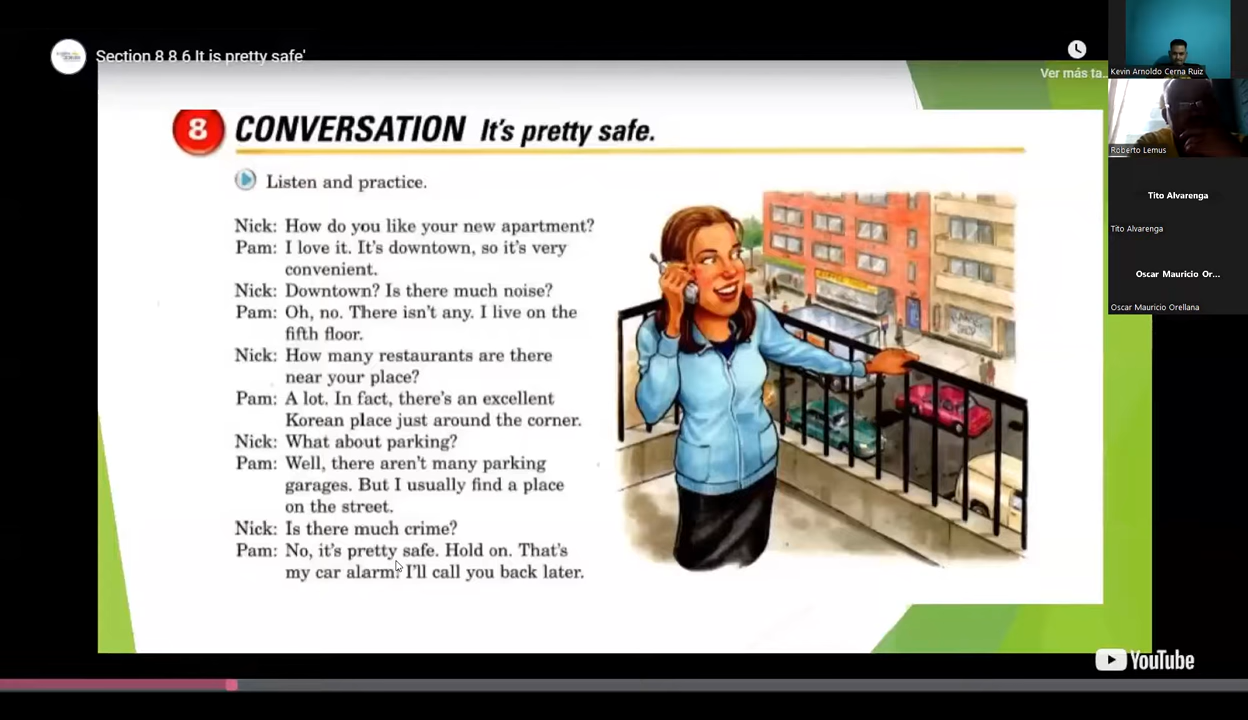 Section 8 8 6 It is pretty safe'
Ver más ta...
8 CONVERSATION It's pretty safe.
Listen and practice.
Nick: How do you like your new apartment?
Pam: I love it. It's downtown, so it's very
convenient.
Nick: Downtown? Is there much noise?
Pam: Oh, no. There isn't any. I live on the
fifth floor.
Nick: How many restaurants are there
near your place?
Pam: A lot. In fact, there's an excellent
Korean place just around the corner.
Nick: What about parking?
Pam: Well, there aren't many parking
garages. But I usually find a place
on the street.
Nick: Is there much crime?
Pam: No, it's pretty safe. Hold on. That's
my car alarm. I'll call you back later.
YouTube
Kevin Arnoldo Cerna Ruiz
Roberto Lemus
Tito Alvarenga
Tito Alvarenga
Oscar Mauricio Or...
Oscar Mauricio Orellana